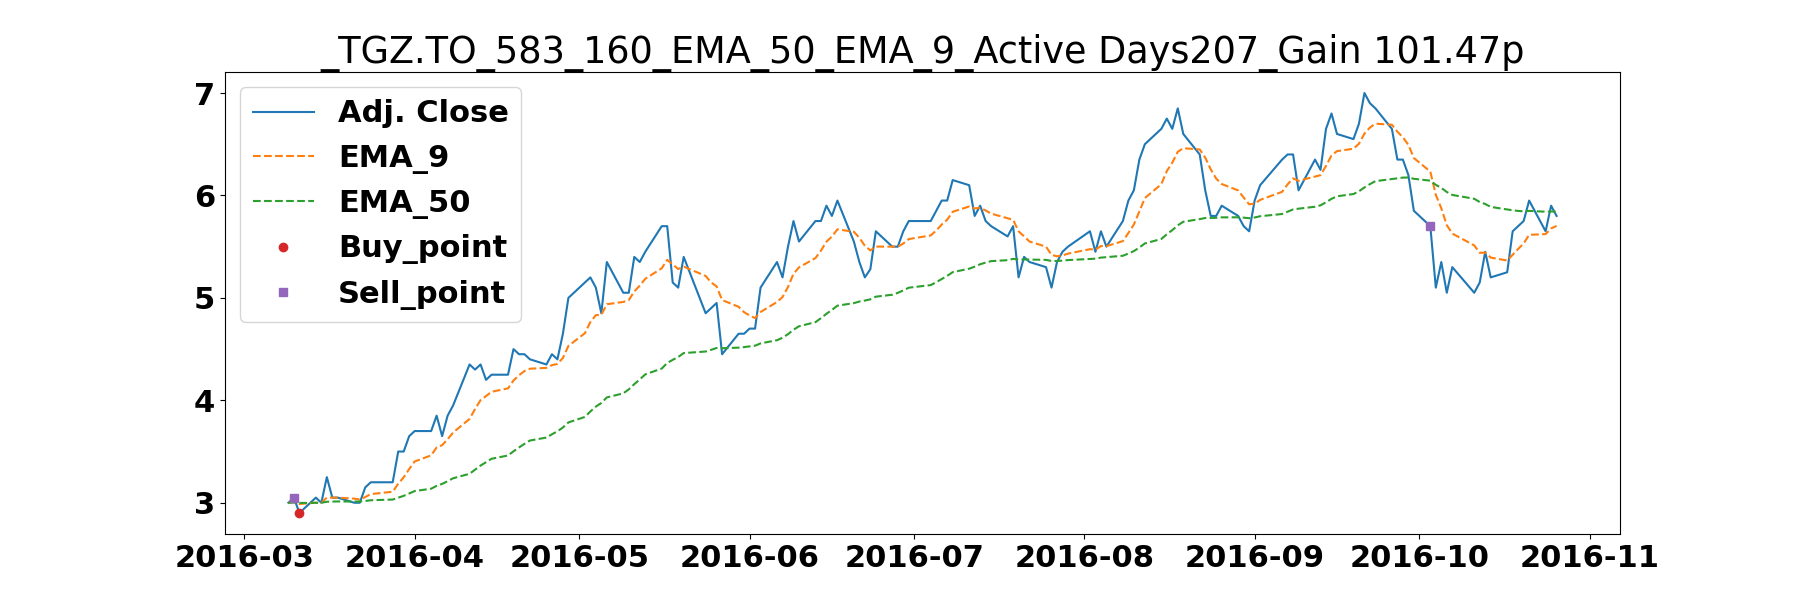 _TGZ.TO_583_160_EMA_50_EMA_9_Active Days207_Gain 101.47p
7
6
5
4
3
Adj. Close
EMA_9
EMA_50
Buy_point
Sell_point
2016-03 2016-04 2016-05 2016-06 2016-07 2016-08 2016-09 2016-10 2016-11